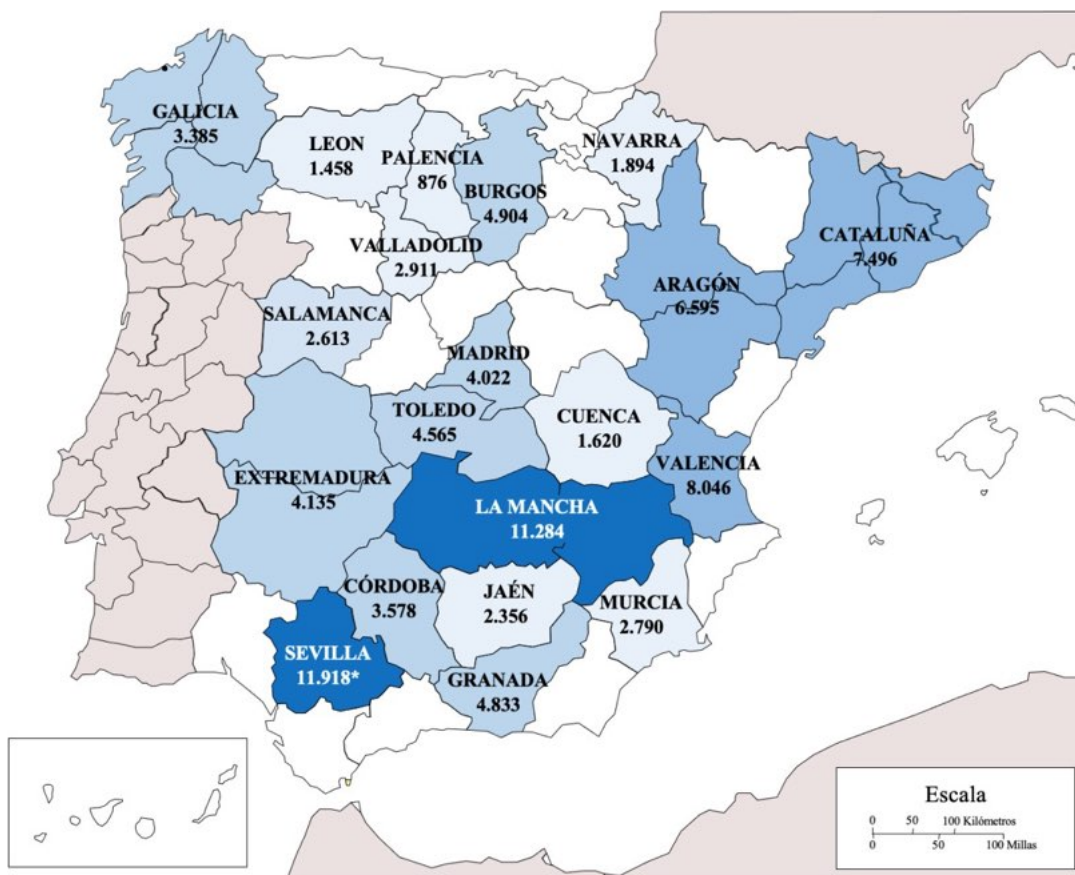 GALICIA
3.385
LEON
1.458
PALENCIA
876
BURGOS
4.904
NAVARRA
1.894
CATALUÑA
7.496
VALLADOLID
2.911
ARAGÓN
6.595
SALAMANCA
2.613
MADRID
4.022
TOLEDO
4.565
CUENCA
1.620
VALENCIA
8.046
EXTREMADURA
4.135
LA MANCHA
11.284
CÓRDOBA
3.578
JAÉN
2.356
MURCIA
2.790
SEVILLA
11.918*
GRANADA
4.833
Escala
0 50 100 Kilómetros
0 50 100 Millas